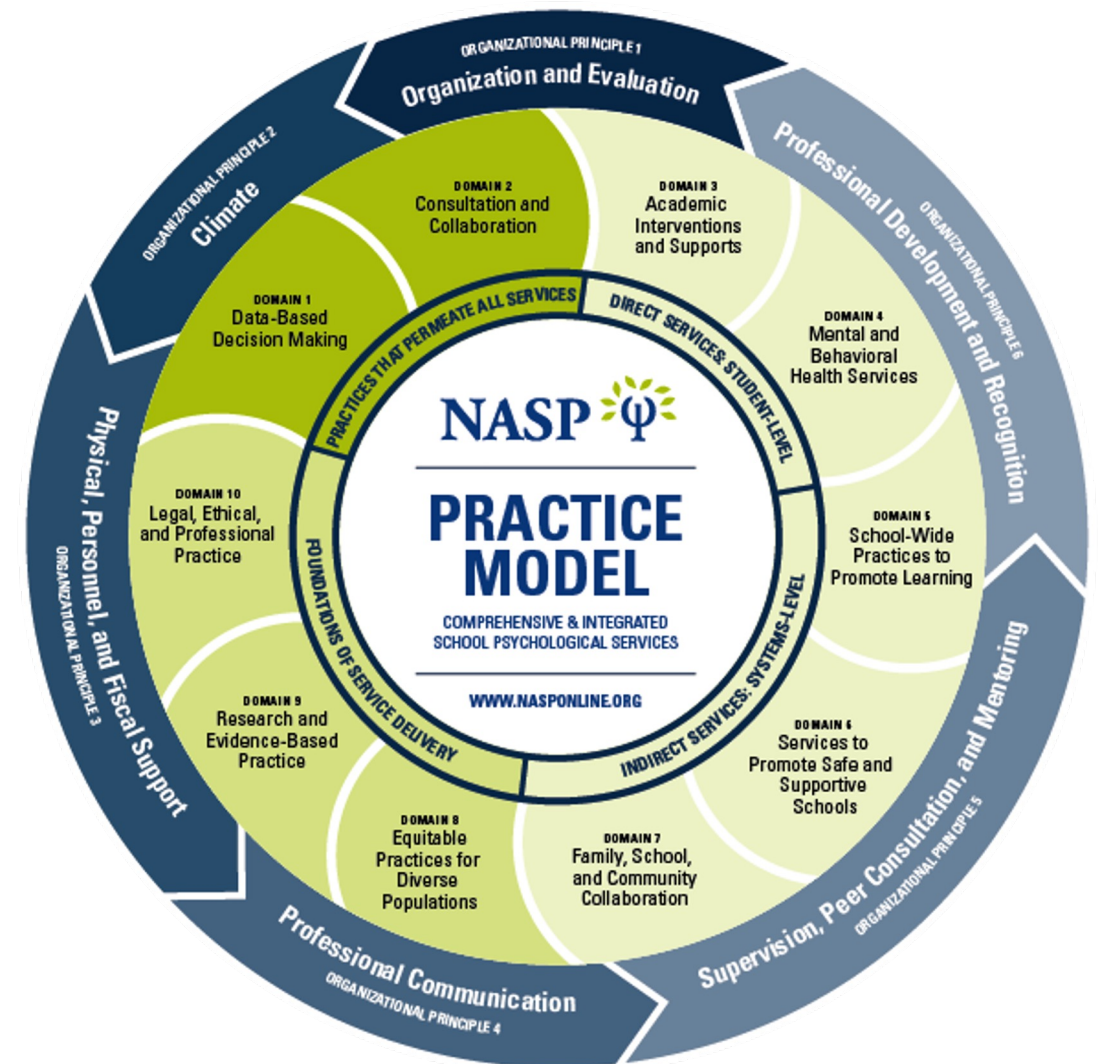 ORGANIZATIONAL PRINCIPLE 1
Organization and Evaluation
ORGANIZATIONAL PRINCIPLE 2
Climate
Physical, Personnel, and Fiscal Support
ORGANIZATIONAL PRINCIPLE 3
Professional Communication
ORGANIZATIONAL PRINCIPLE 4
Supervision, Peer Consultation, and Mentoring
ORGANIZATIONAL PRINCIPLE 5
ORGANIZATIONAL PRINCIPLE 6
Professional Development and Recognition
DOMAIN 1
Data-Based
Decision Making
DOMAIN 2
Consultation and
Collaboration
DOMAIN 3
Academic
Interventions
and Supports
DOMAIN 4
Mental and
Behavioral
Health Services
DOMAIN 5
School-Wide
Practices to
Promote Learning
DOMAIN 6
Services to
Promote Safe and
Supportive
Schools
DOMAIN 7
Family, School,
and Community
Collaboration
DOMAIN 8
Equitable
Practices for
Diverse
Populations
DOMAIN 9
Research and
Evidence-Based
Practice
DOMAIN 10
Legal, Ethical,
and Professional
Practice
PRACTICES THAT PERMEATE ALL SERVICES
DIRECT SERVICES: STUDENT-LEVEL
INDIRECT SERVICES: SYSTEMS-LEVEL
FOUNDATIONS OF SERVICE DELIVERY
NASP
PRACTICE
MODEL
COMPREHENSIVE & INTEGRATED
SCHOOL PSYCHOLOGICAL SERVICES
WWW.NASPONLINE.ORG